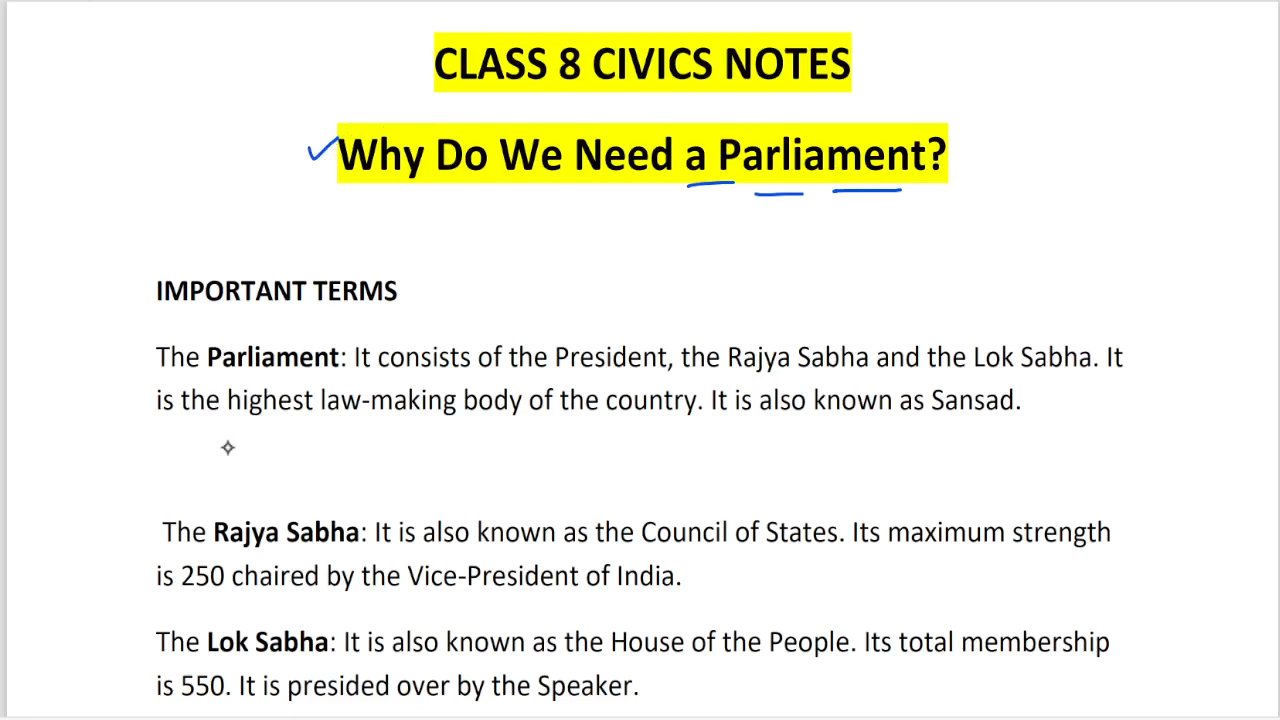 CLASS 8 CIVICS NOTES
Why Do We Need a Parliament?
IMPORTANT TERMS
The Parliament: It consists of the President, the Rajya Sabha and the Lok Sabha. It
is the highest law-making body of the country. It is also known as Sansad.
The Rajya Sabha: It is also known as the Council of States. Its maximum strength
is 250 chaired by the Vice-President of India.
The Lok Sabha: It is also known as the House of the People. Its total membership
is 550. It is presided over by the Speaker.